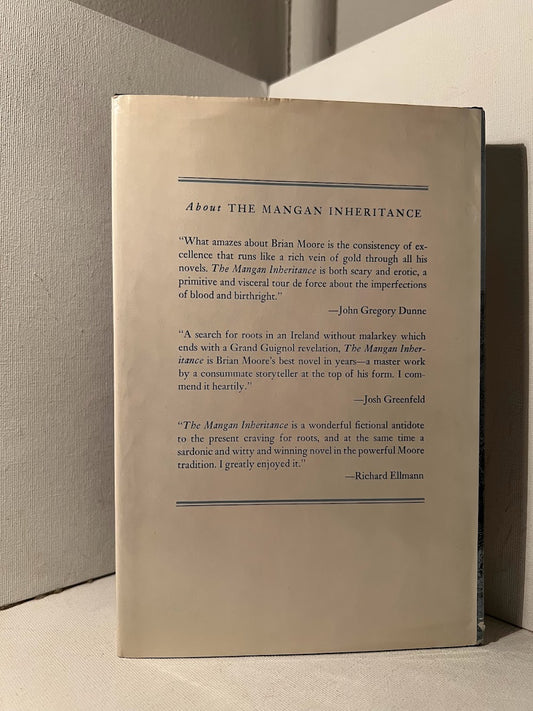 About THE MANGAN INHERITANCE
“What amazes about Brian Moore is the consistency of ex-
cellence that runs like a rich vein of gold through all his
novels. The Mangan Inheritance is both scary and erotic, a
primitive and visceral tour de force about the imperfections
of blood and birthright.”
—John Gregory Dunne
“A search for roots in an Ireland without malarkey which
ends with a Grand Guignol revelation, The Mangan Inher-
itance is Brian Moore’s best novel in years—a master work
by a consummate storyteller at the top of his form. I com-
mend it heartily.”
—Josh Greenfeld
“The Mangan Inheritance is a wonderful fictional antidote
to the present craving for roots, and at the same time a
sardonic and witty and winning novel in the powerful Moore
tradition. I greatly enjoyed it.”
—Richard Ellmann